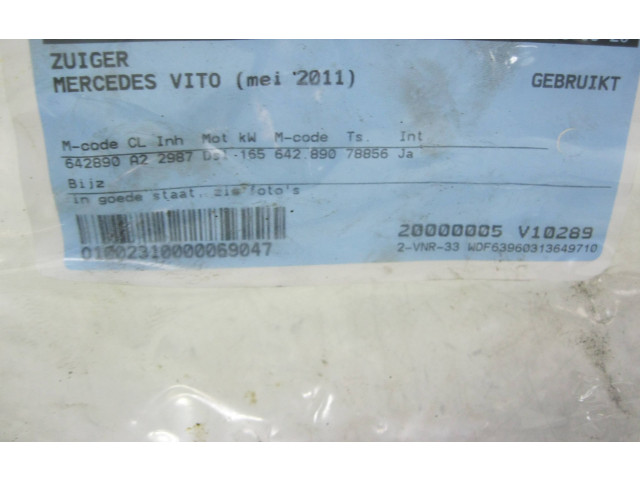 ZUIGER
MERCEDES VITO (mei 2011)
GEBRUIKT
M-code CL Inh Mot kW M-code Ts. Int
642890 A2 2987 Dsl-165 642.890 78856 Ja
Bijz
in goede staat. zie foto's
01002310000069047
20000005 V10289
2-VNR-33 WDF63960313649710